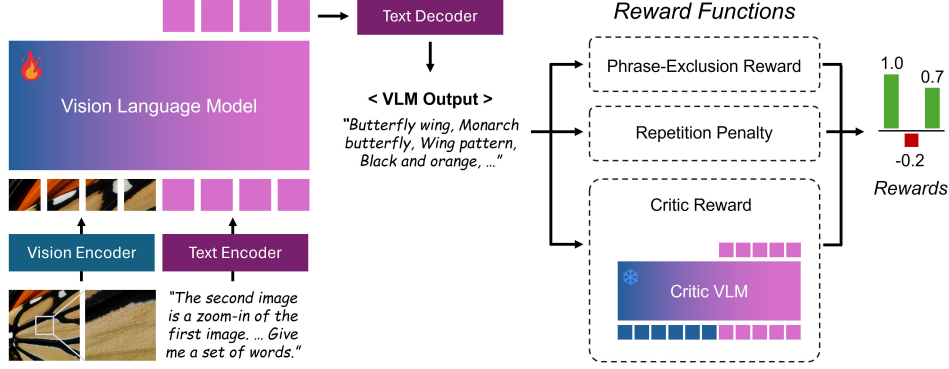 Text Decoder
Reward Functions
Vision Language Model
< VLM Output >
"Butterfly wing, Monarch
butterfly, Wing pattern,
Black and orange, …"
Vision Encoder
Text Encoder
"The second image
is a zoom-in of the
first image. … Give
me a set of words."
Phrase-Exclusion Reward
Repetition Penalty
Critic Reward
Critic VLM
1.0
0.7
-0.2
Rewards